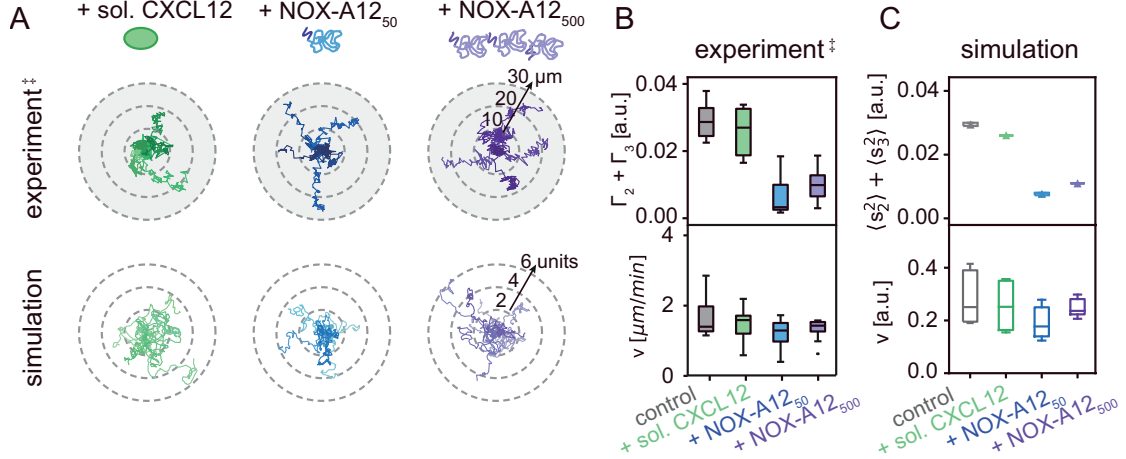 A
+ sol. CXCL12
+ NOX-A12₅₀
+ NOX-A12₅₀₀
experiment‡
30 µm
20
10
simulation
6 units
4
2
B
experiment ‡
Γ₂ + Γ₃ [a.u.]
0.04
0.02
0.00
v [µm/min]
4
2
0
control
+ sol. CXCL12
+ NOX-A12₅₀
+ NOX-A12₅₀₀
C
simulation
⟨s₂²⟩ + ⟨s₃²⟩ [a.u.]
0.04
0.02
0.00
v [a.u.]
0.4
0.2
0.0
control
+ sol. CXCL12
+ NOX-A12₅₀
+ NOX-A12₅₀₀